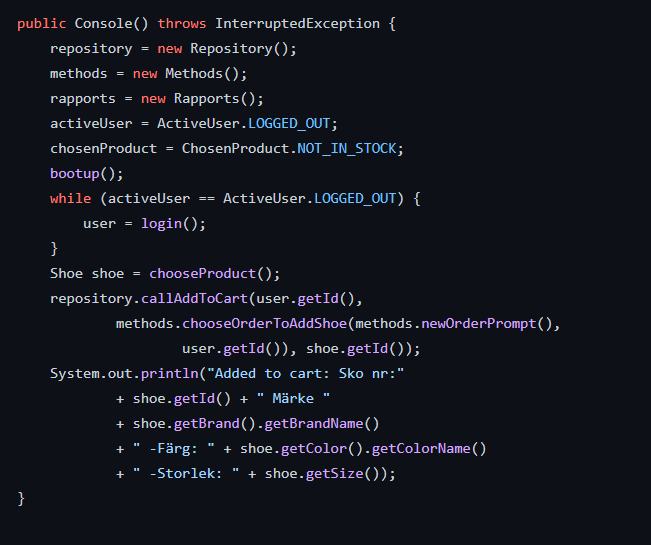 public Console() throws InterruptedException {
    repository = new Repository();
    methods = new Methods();
    rapports = new Rapports();
    activeUser = ActiveUser.LOGGED_OUT;
    chosenProduct = ChosenProduct.NOT_IN_STOCK;
    bootup();
    while (activeUser == ActiveUser.LOGGED_OUT) {
        user = login();
    }
    Shoe shoe = chooseProduct();
    repository.callAddToCart(user.getId(),
            methods.chooseOrderToAddShoe(methods.newOrderPrompt(),
                    user.getId()), shoe.getId());
    System.out.println("Added to cart: Sko nr:"
            + shoe.getId() + " Märke "
            + shoe.getBrand().getBrandName()
            + " -Färg: " + shoe.getColor().getColorName()
            + " -Storlek: " + shoe.getSize());
}